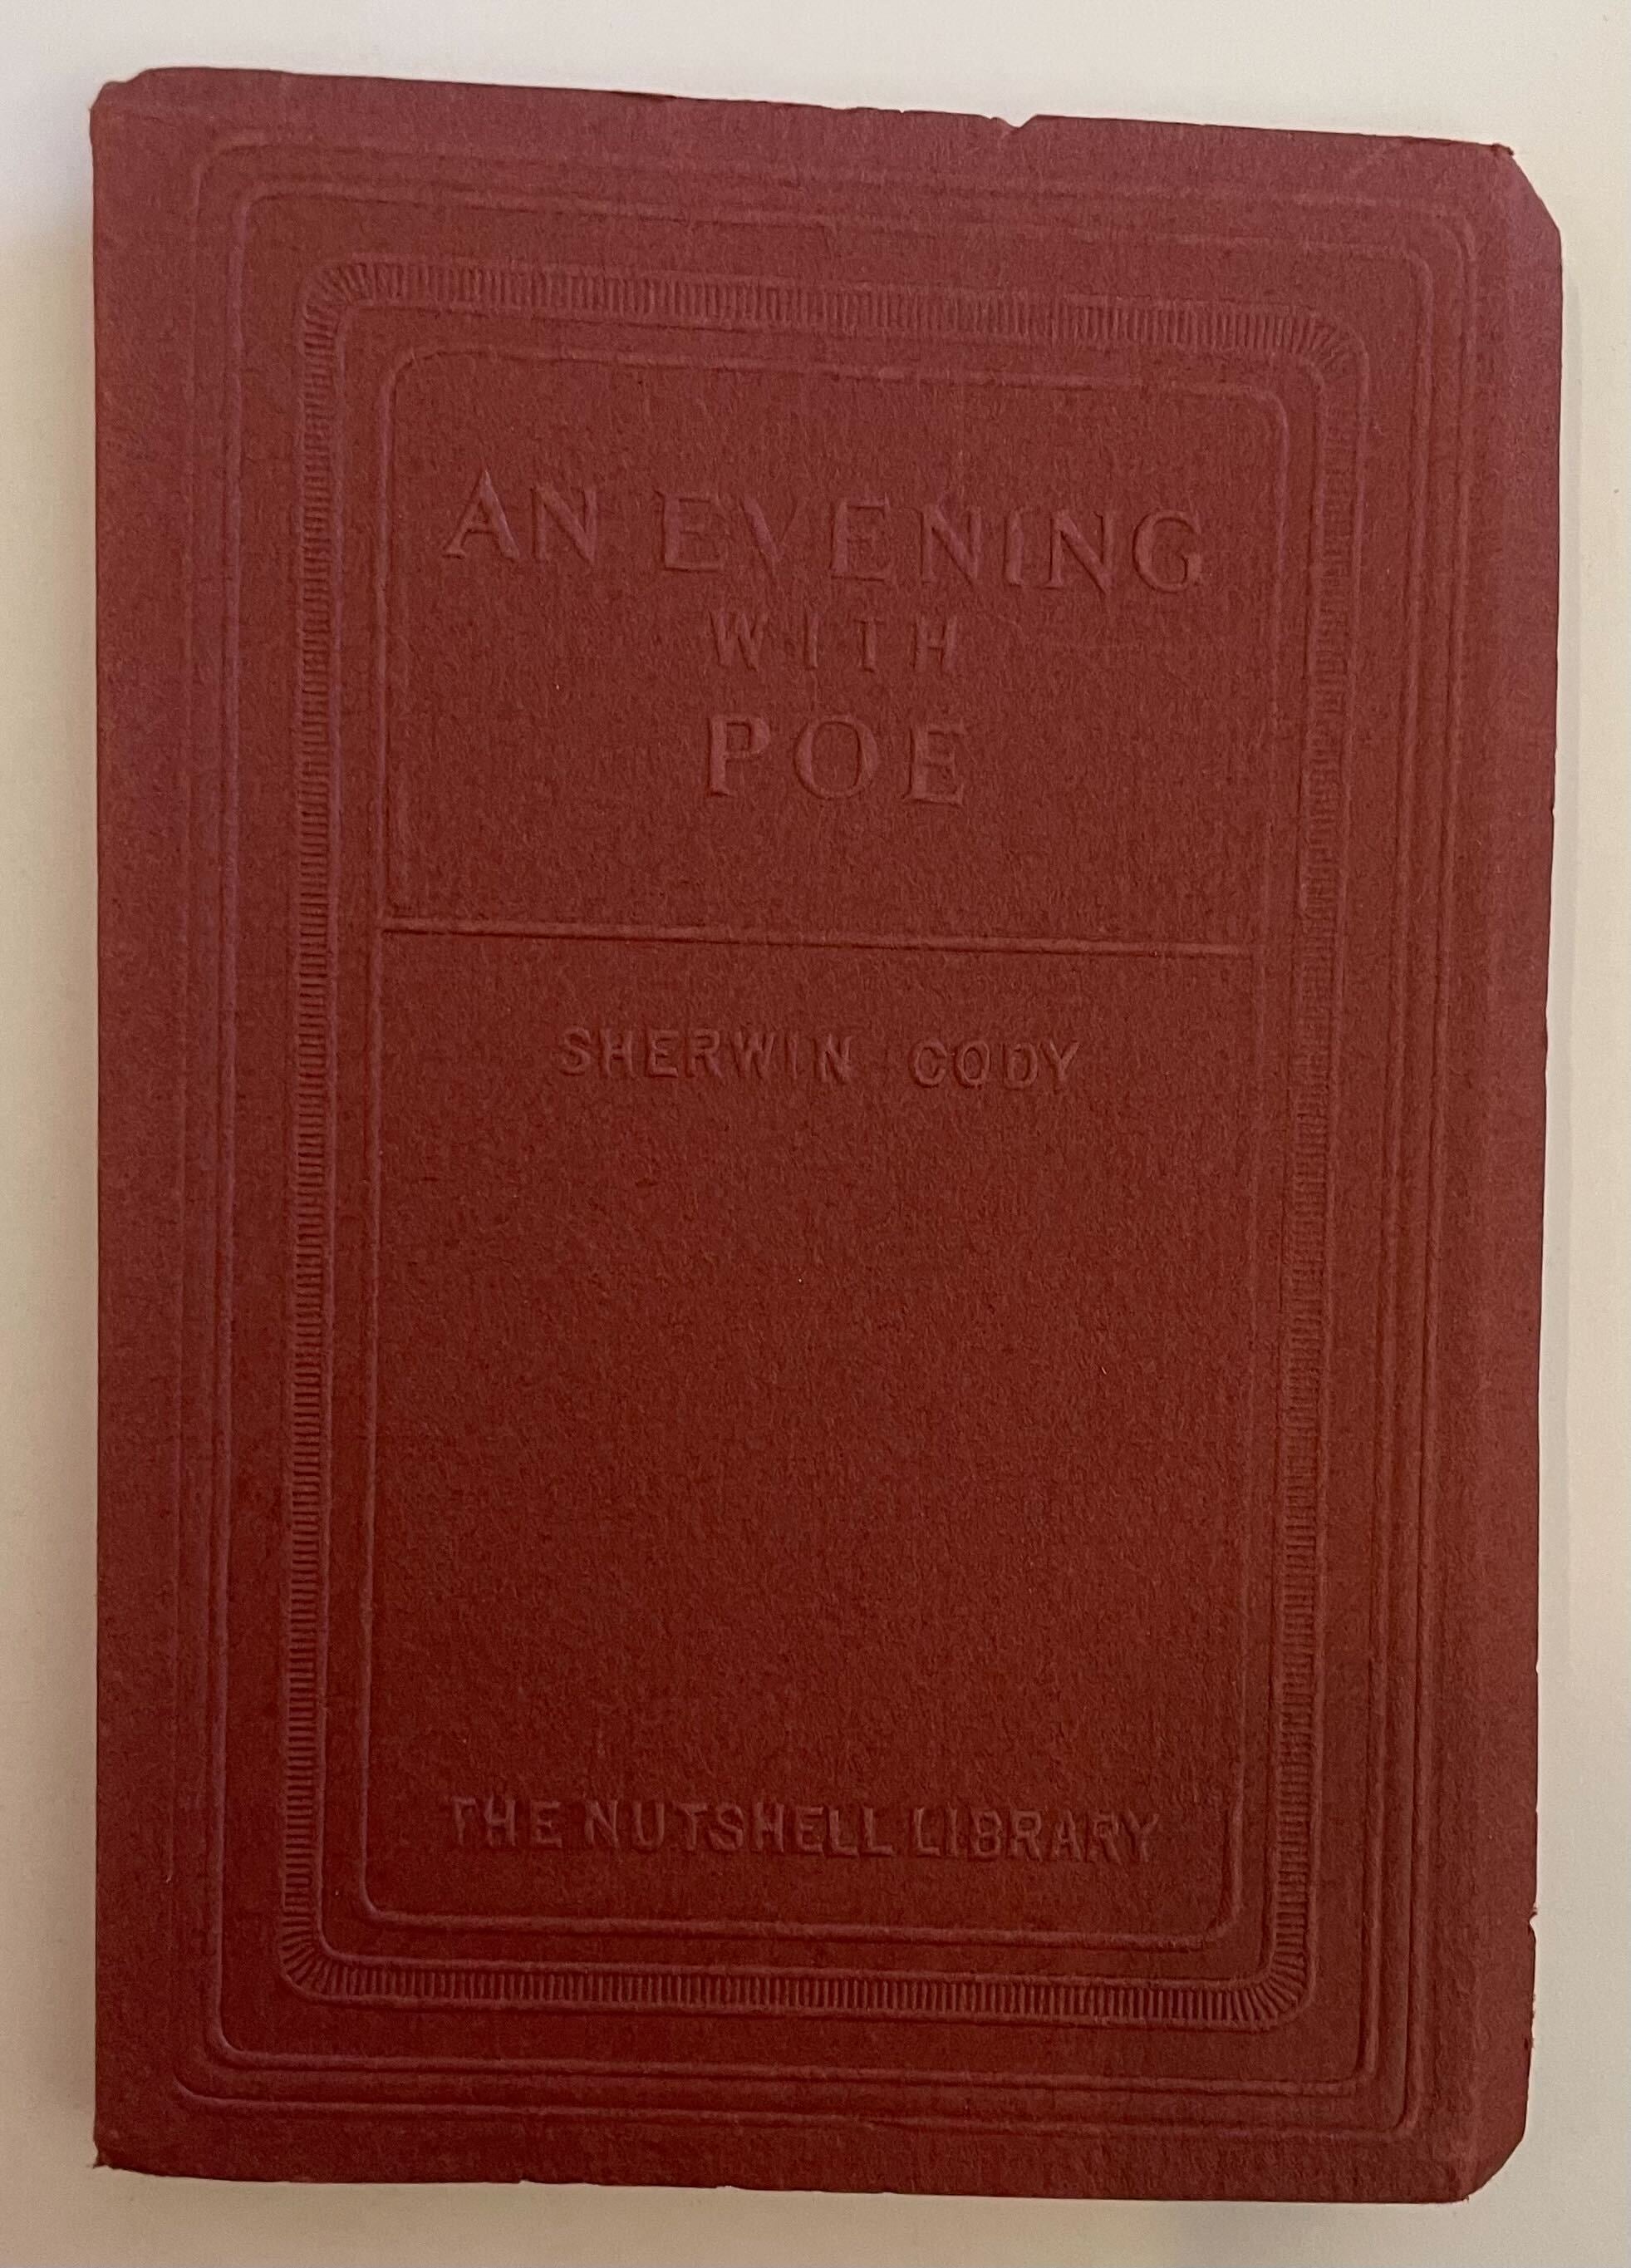 AN EVENING
WITH
POE
SHERWIN CODY
THE NUTSHELL LIBRARY